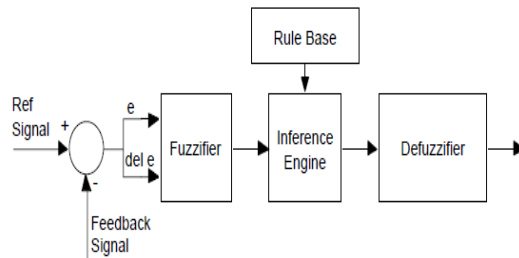 Rule Base
Ref
Signal
+
e
del e
-
Fuzzifier
Inference
Engine
Defuzzifier
Feedback
Signal